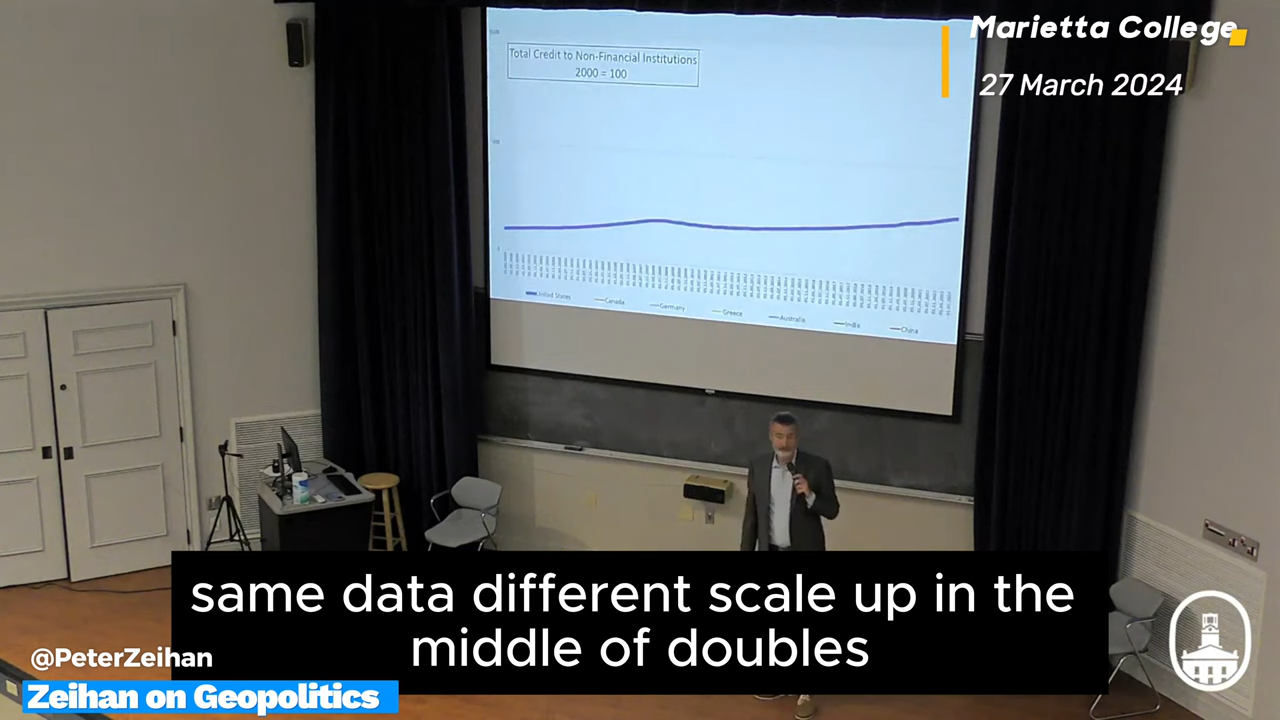 Marietta College
27 March 2024
Total Credit to Non-Financial Institutions
2000 = 100
United States
Canada
Germany
Greece
Australia
India
China
same data different scale up in the
middle of doubles
@PeterZeihan
Zeihan on Geopolitics